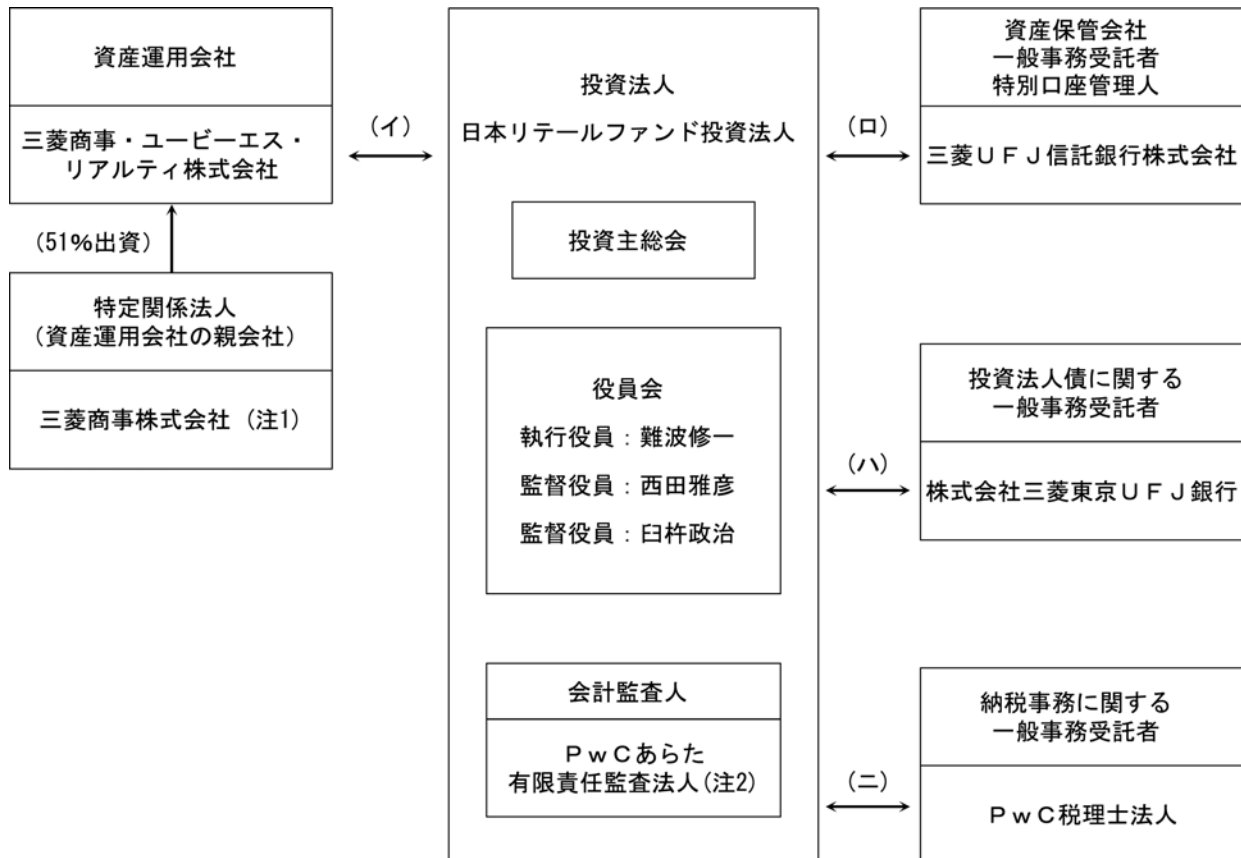 資産運用会社
三菱商事・ユービーエス・
リアルティ株式会社
(51%出資)
特定関係法人
(資産運用会社の親会社)
三菱商事株式会社 (注1)
(イ)
投資法人
日本リテールファンド投資法人
投資主総会
役員会
執行役員：難波修一
監督役員：西田雅彦
監督役員：臼杵政治
会計監査人
ＰｗＣあらた
有限責任監査法人(注2)
(ロ)
資産保管会社
一般事務受託者
特別口座管理人
三菱ＵＦＪ信託銀行株式会社
(ハ)
投資法人債に関する
一般事務受託者
株式会社三菱東京ＵＦＪ銀行
(ニ)
納税事務に関する
一般事務受託者
ＰｗＣ税理士法人